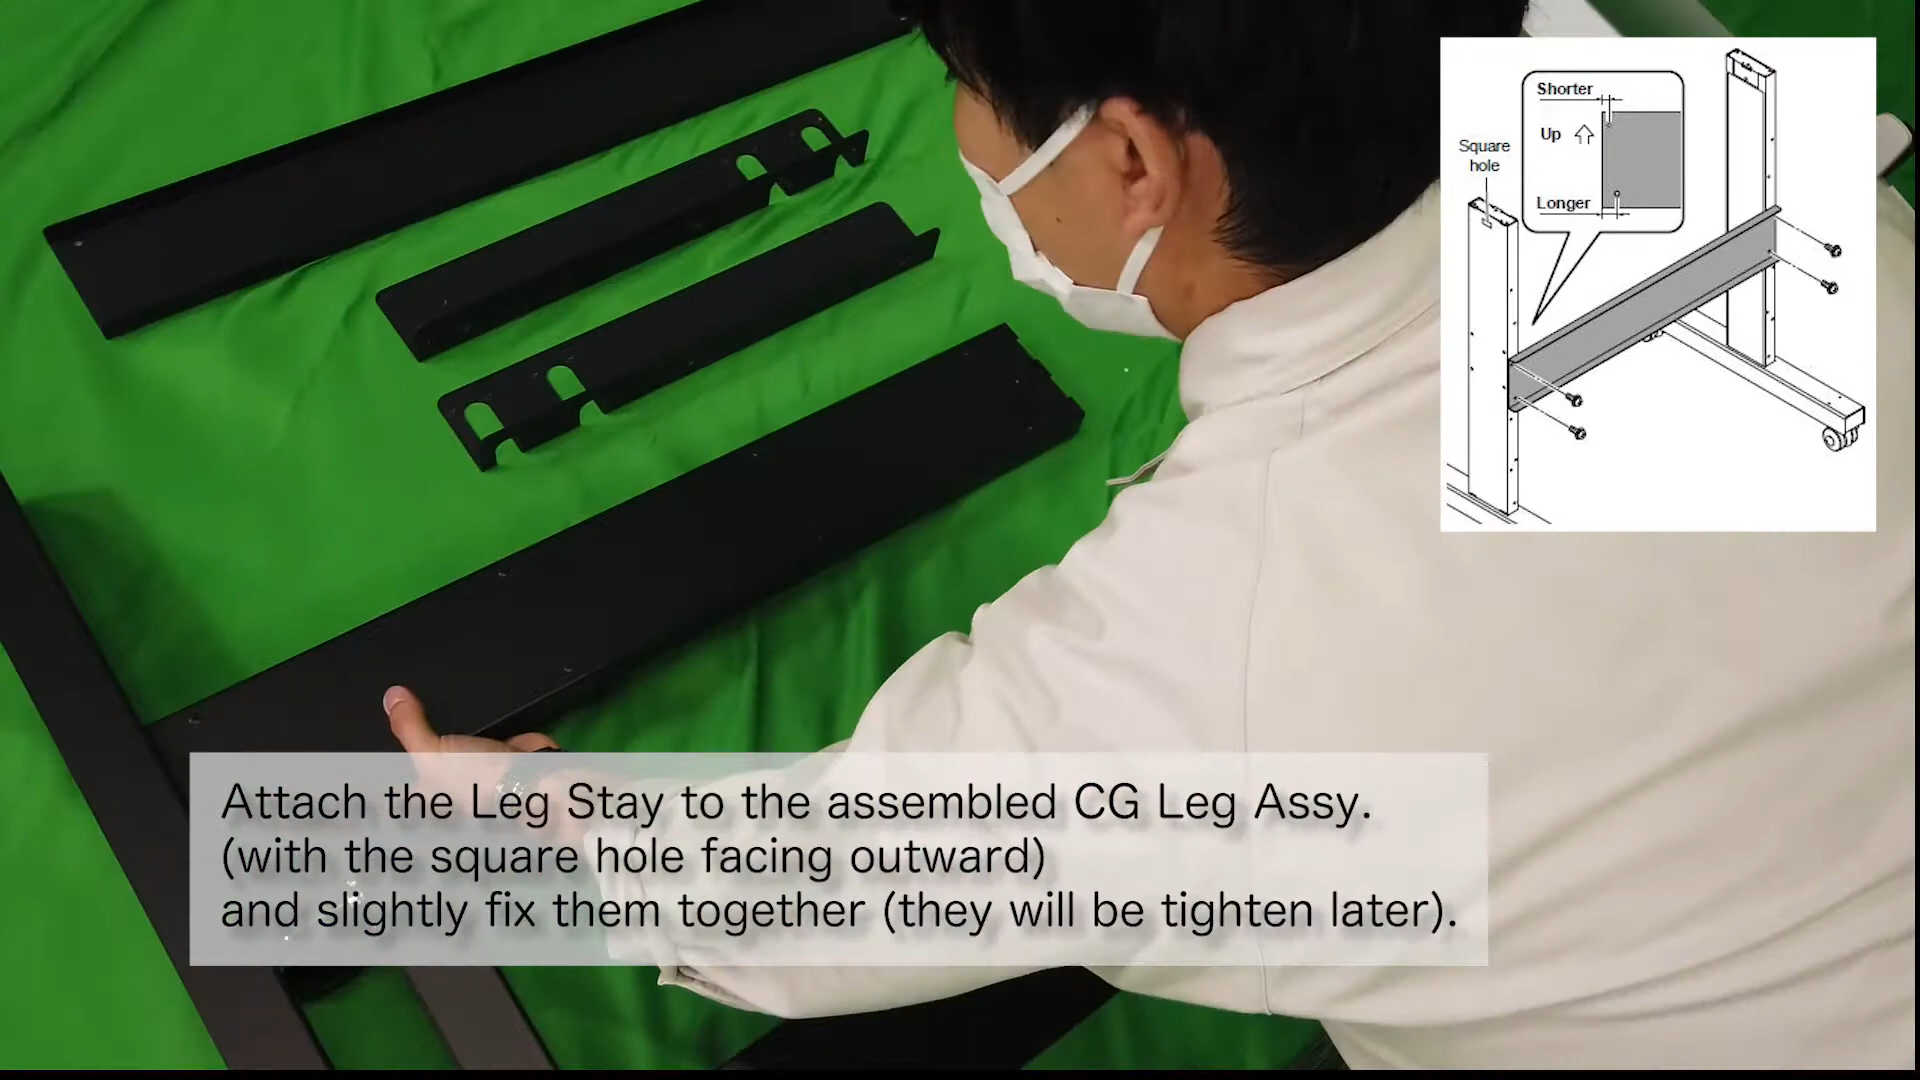 Shorter
Up
Square
hole
Longer
Attach the Leg Stay to the assembled CG Leg Assy.
(with the square hole facing outward)
and slightly fix them together (they will be tighten later).